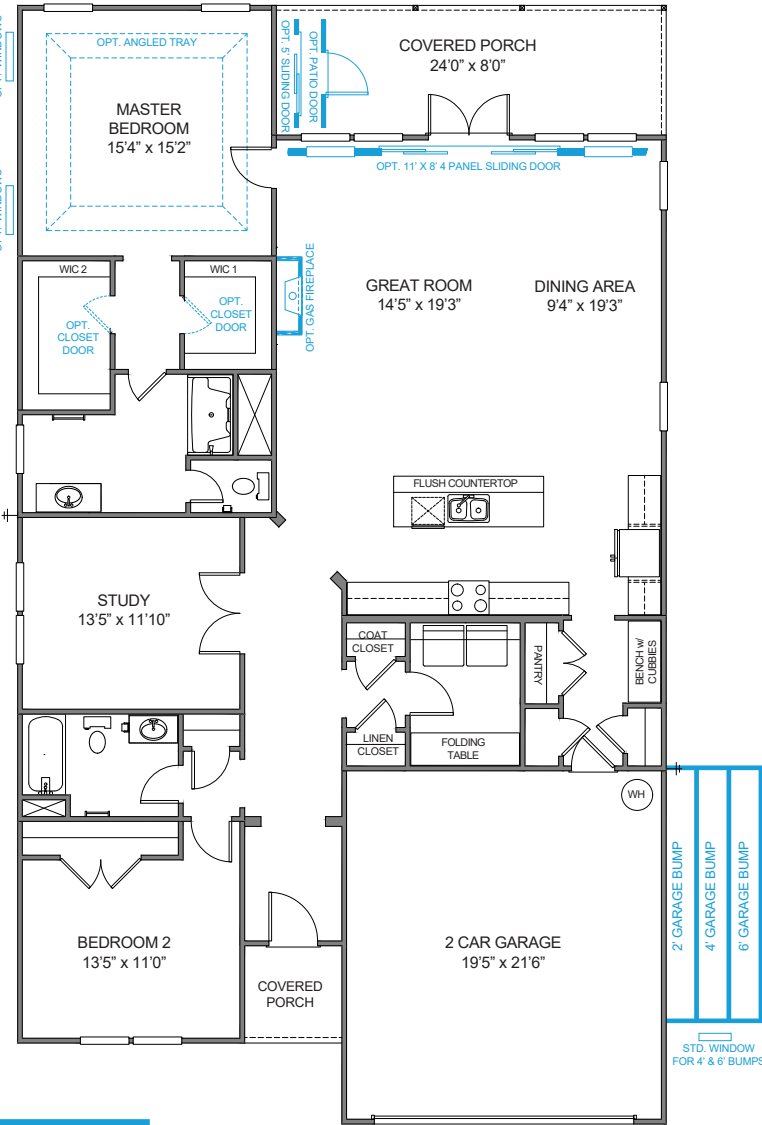 OPT. ANGLED TRAY
MASTER
BEDROOM
15'4” x 15'2”
OPT. 5' SLIDING DOOR
OPT. PATIO DOOR
COVERED PORCH
24'0” x 8'0”
OPT. 11' X 8' 4 PANEL SLIDING DOOR
WIC 2
WIC 1
OPT.
CLOSET
DOOR
OPT.
CLOSET
DOOR
OPT. GAS FIREPLACE
GREAT ROOM
14'5” x 19'3”
DINING AREA
9'4” x 19'3”
FLUSH COUNTERTOP
STUDY
13'5” x 11'10”
COAT
CLOSET
LINEN
CLOSET
FOLDING
TABLE
PANTRY
BENCH w/
CUBBIES
WH
BEDROOM 2
13'5” x 11'0”
COVERED
PORCH
2 CAR GARAGE
19'5” x 21'6”
2' GARAGE BUMP
4' GARAGE BUMP
6' GARAGE BUMP
STD. WINDOW
FOR 4' & 6' BUMPS